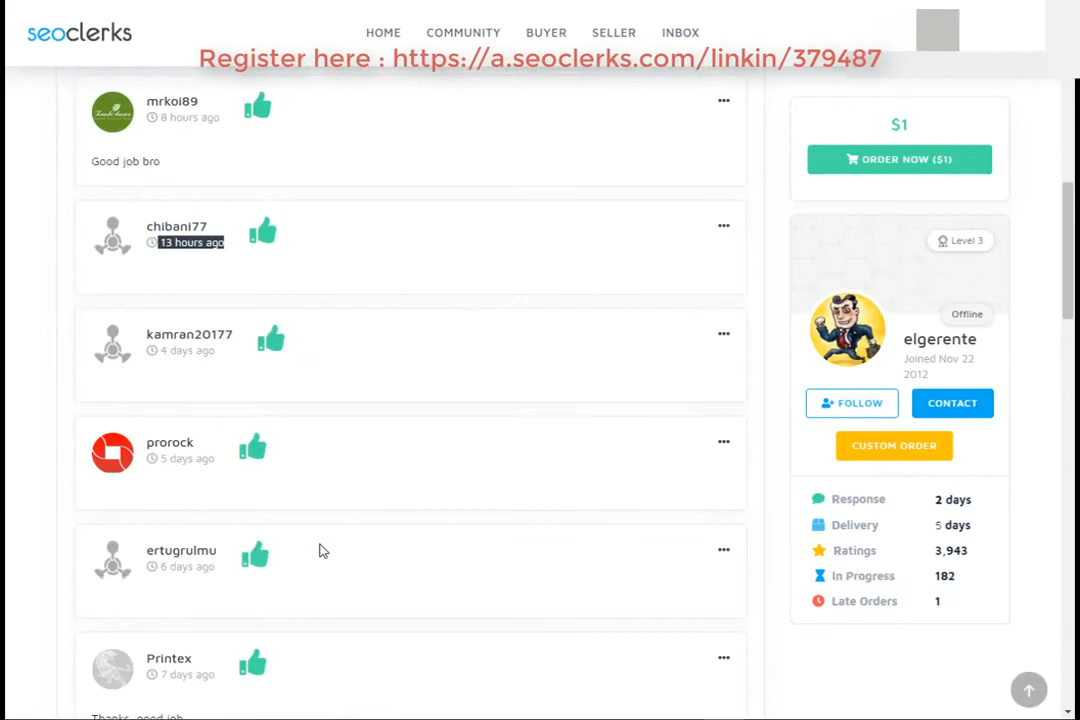 seoclerks
HOME COMMUNITY BUYER SELLER INBOX
Register here : https://a.seoclerks.com/linkin/379487
mrkoi89
8 hours ago
Good job bro
chibani77
13 hours ago
kamran20177
4 days ago
prorock
5 days ago
ertugrulmu
6 days ago
Printex
7 days ago
Thanks, good job
$1
ORDER NOW ($1)
Level 3
Offline
elgerente
Joined Nov 22
2012
FOLLOW CONTACT
CUSTOM ORDER
Response 2 days
Delivery 5 days
Ratings 3,943
In Progress 182
Late Orders 1